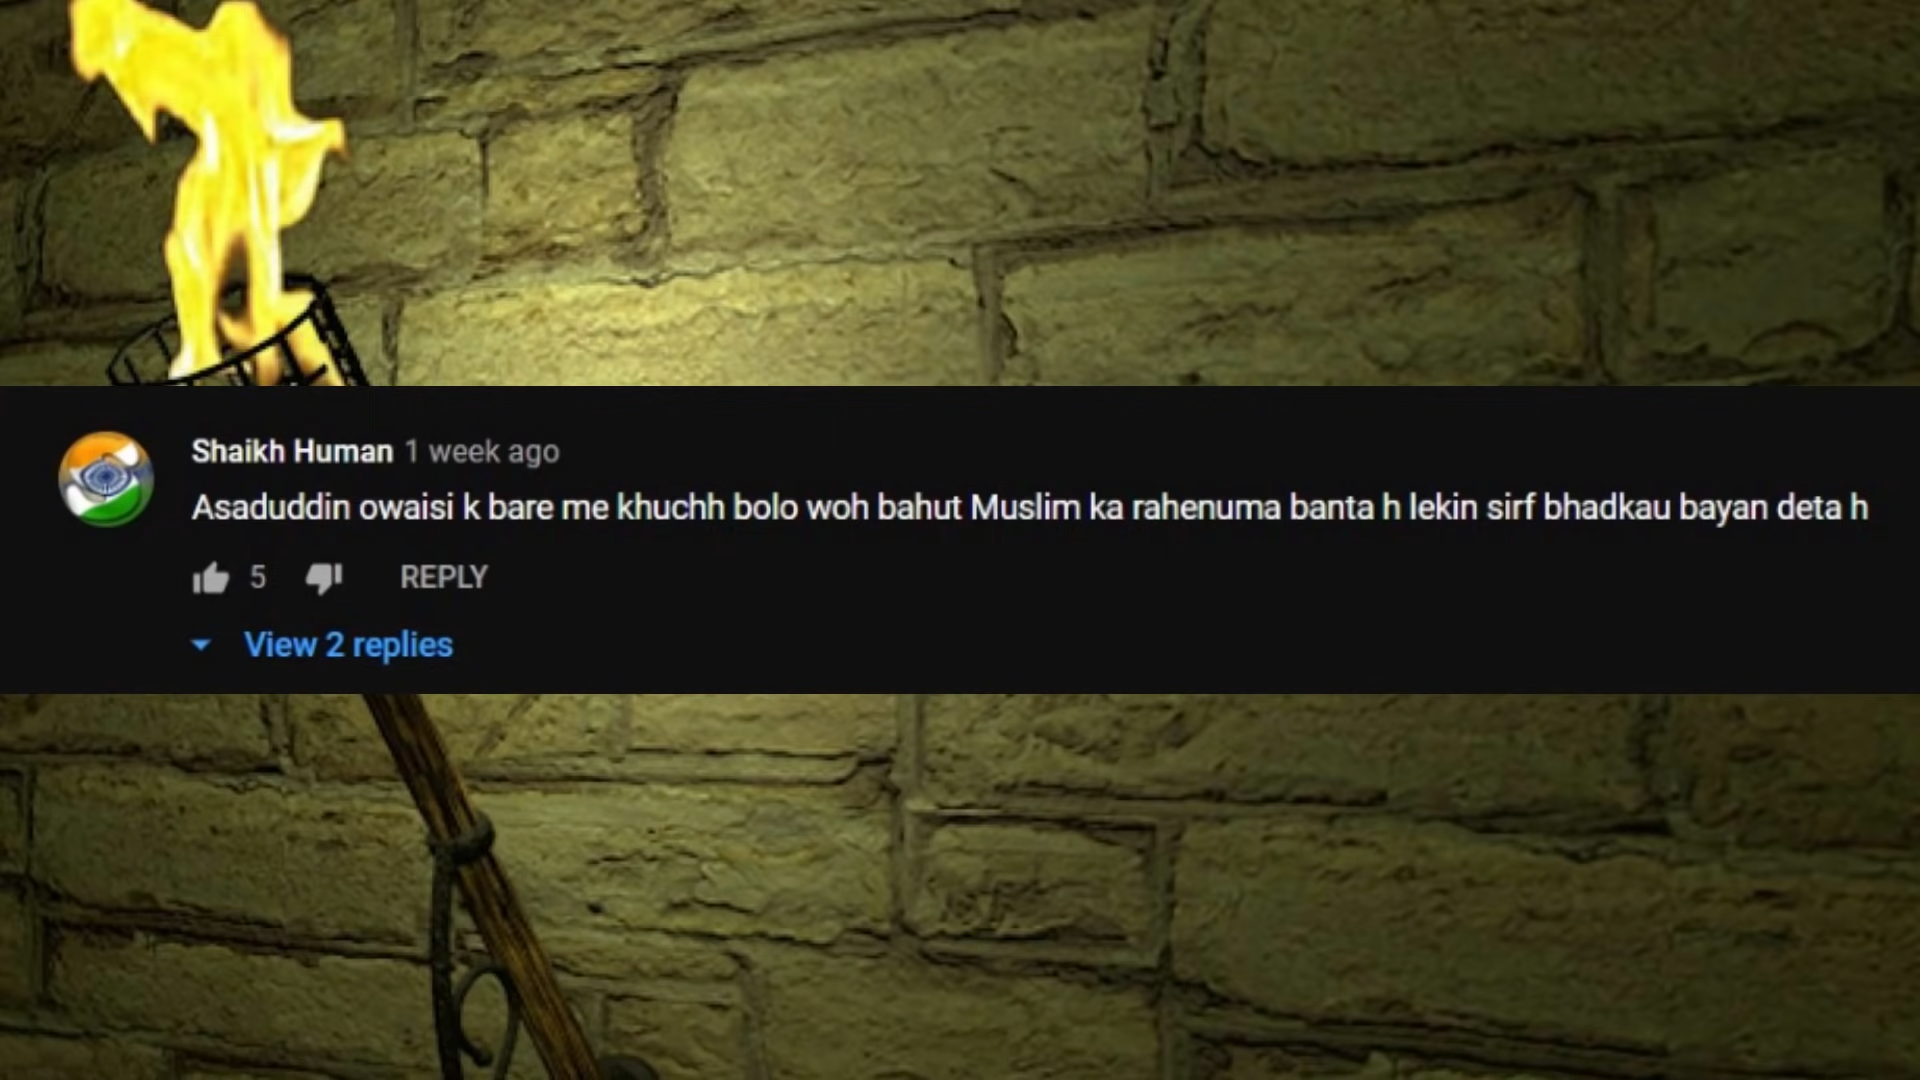 Shaikh Human 1 week ago
Asaduddin owaisi k bare me khuchh bolo woh bahut Muslim ka rahenuma banta h lekin sirf bhadkau bayan deta h
5 REPLY
View 2 replies